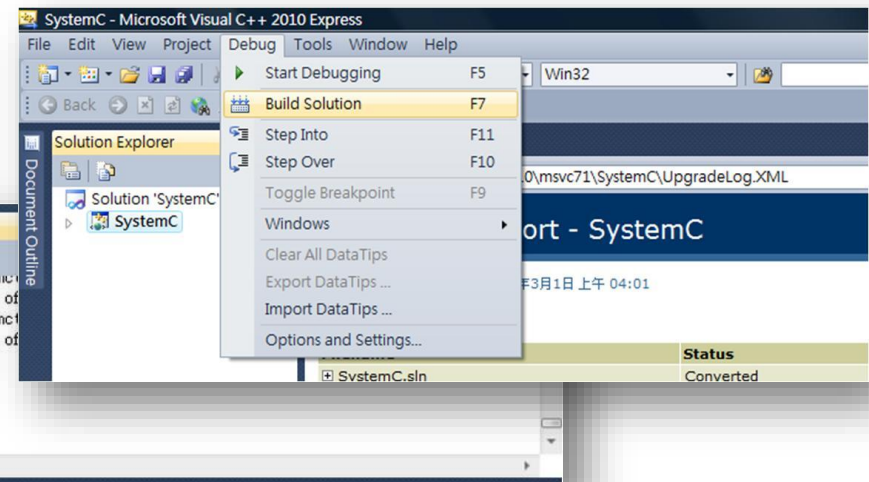 SystemC - Microsoft Visual C++ 2010 Express
File Edit View Project Debug Tools Window Help
Start Debugging F5
Win32
Back
Build Solution F7
Solution Explorer
Step Into F11
Step Over F10
.0\msvc71\SystemC\UpgradeLog.XML
Toggle Breakpoint F9
Solution 'SystemC'
SystemC
Windows
ort - SystemC
Document Outline
Clear All DataTips
Export DataTips ...
年3月1日 上午 04:01
Import DataTips ...
Options and Settings...
Status
SystemC.sln Converted
of
of